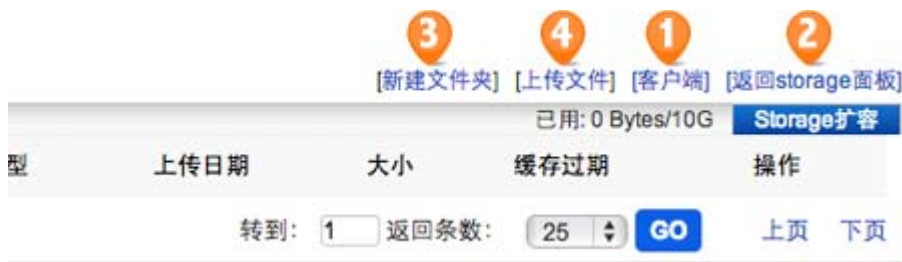 3 4 1 2
[新建文件夹] [上传文件] [客户端] [返回storage面板]
已用: 0 Bytes/10G Storage扩容
型 上传日期 大小 缓存过期 操作
转到: 1 返回条数: 25 GO 上页 下页